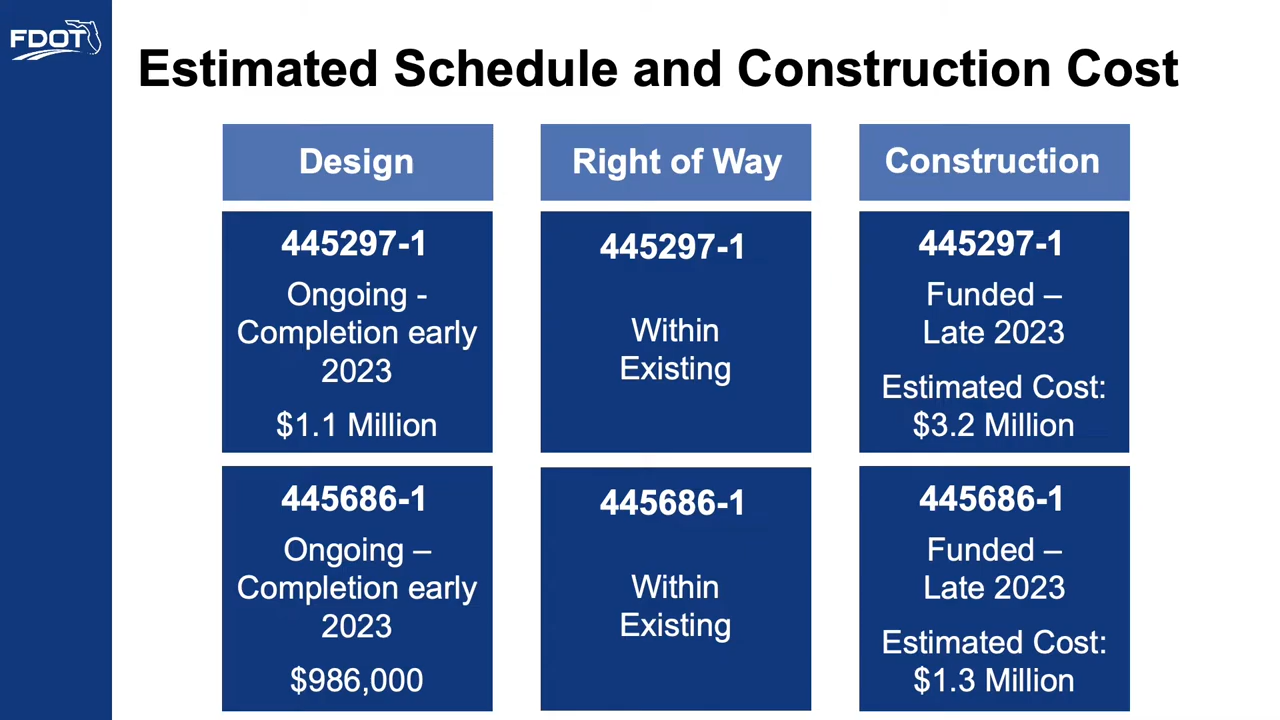 FDOT
Estimated Schedule and Construction Cost
Design
Right of Way
Construction
445297-1
Ongoing -
Completion early
2023
$1.1 Million
445297-1
Within
Existing
445297-1
Funded –
Late 2023
Estimated Cost:
$3.2 Million
445686-1
Ongoing –
Completion early
2023
$986,000
445686-1
Within
Existing
445686-1
Funded –
Late 2023
Estimated Cost:
$1.3 Million